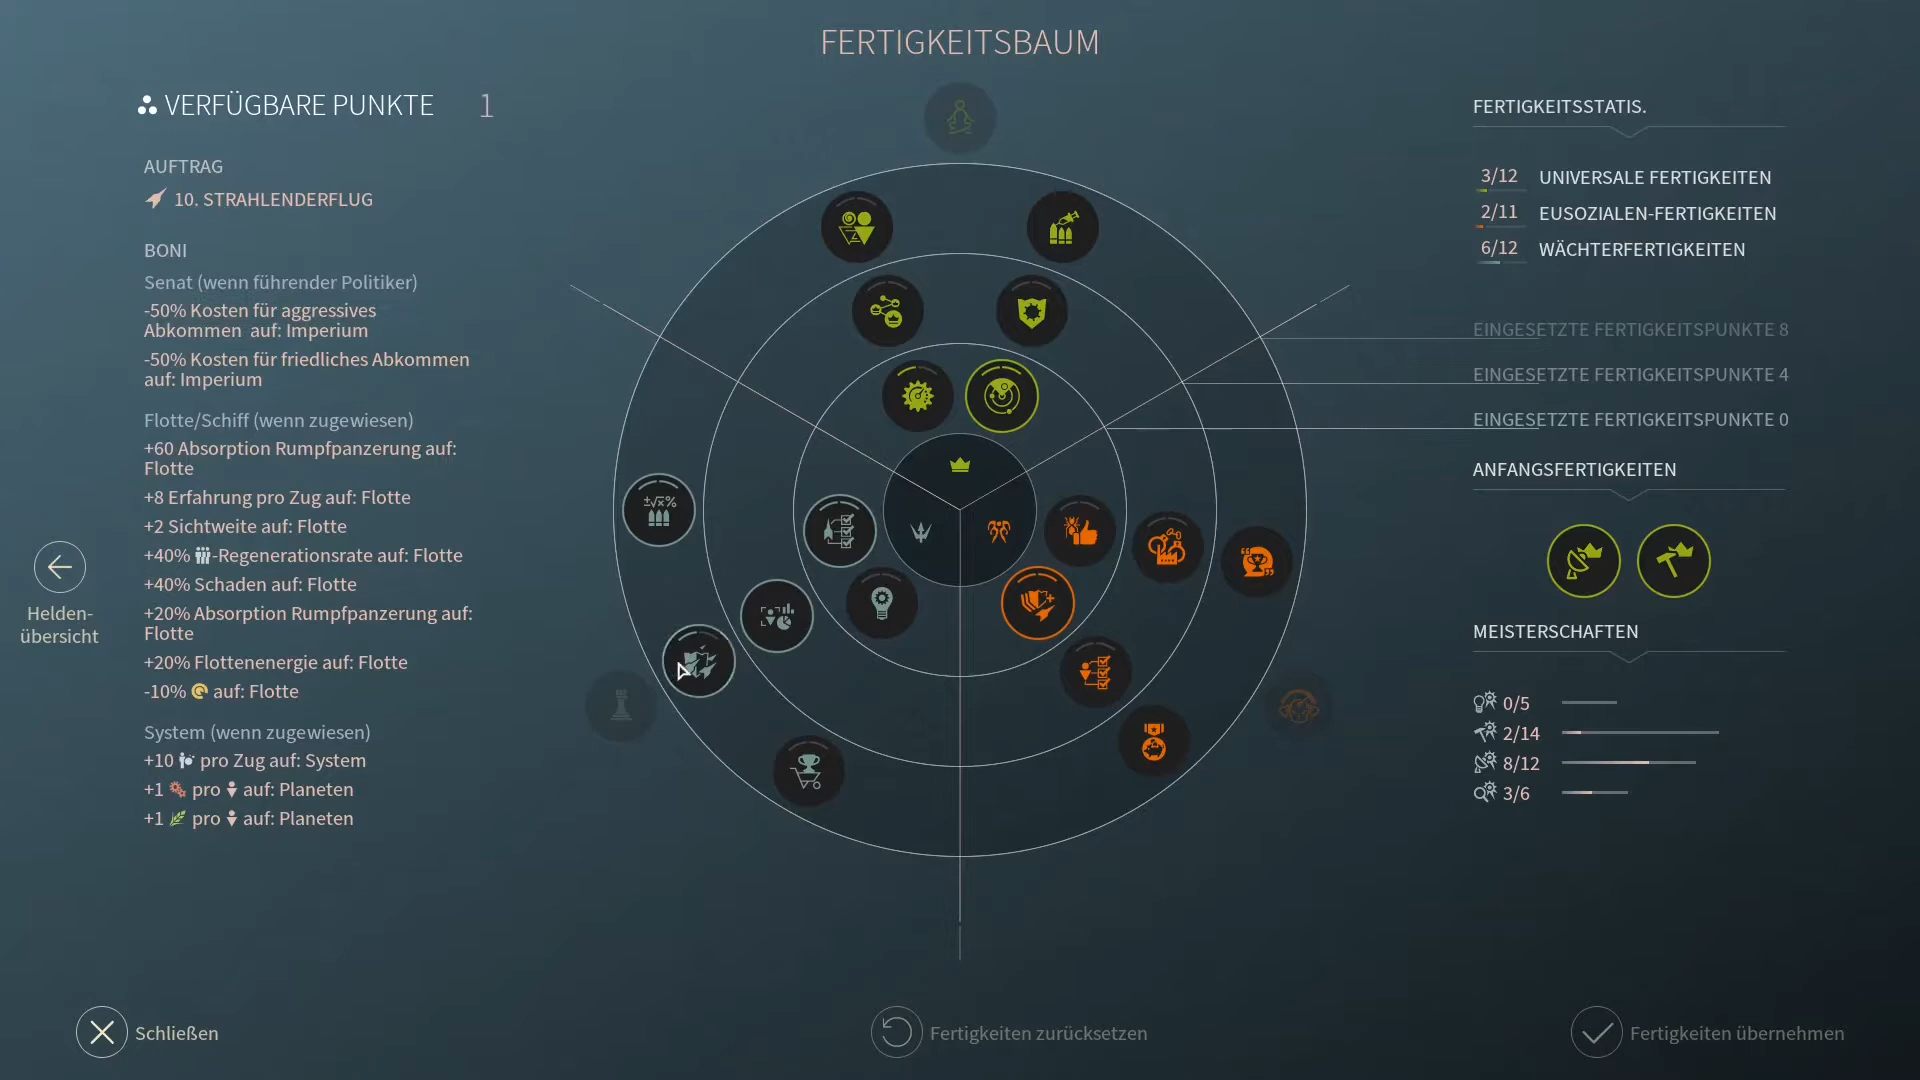 FERTIGKEITSBAUM
VERFÜGBARE PUNKTE 1
AUFTRAG
10. STRAHLENDERFLUG
BONI
Senat (wenn führender Politiker)
-50% Kosten für aggressives
Abkommen auf: Imperium
-50% Kosten für friedliches Abkommen
auf: Imperium
Flotte/Schiff (wenn zugewiesen)
+60 Absorption Rumpfpanzerung auf:
Flotte
+8 Erfahrung pro Zug auf: Flotte
+2 Sichtweite auf: Flotte
+40% -Regenerationsrate auf: Flotte
+40% Schaden auf: Flotte
+20% Absorption Rumpfpanzerung auf:
Flotte
+20% Flottenenergie auf: Flotte
-10% auf: Flotte
System (wenn zugewiesen)
+10 pro Zug auf: System
+1 pro auf: Planeten
+1 pro auf: Planeten
Helden-
übersicht
±√x%
FERTIGKEITSSTATIS.
3/12 UNIVERSALE FERTIGKEITEN
2/11 EUSOZIALEN-FERTIGKEITEN
6/12 WÄCHTERFERTIGKEITEN
EINGESETZTE FERTIGKEITSPUNKTE 8
EINGESETZTE FERTIGKEITSPUNKTE 4
EINGESETZTE FERTIGKEITSPUNKTE 0
ANFANGSFERTIGKEITEN
MEISTERSCHAFTEN
0/5
2/14
8/12
3/6
Schließen
Fertigkeiten zurücksetzen
Fertigkeiten übernehmen